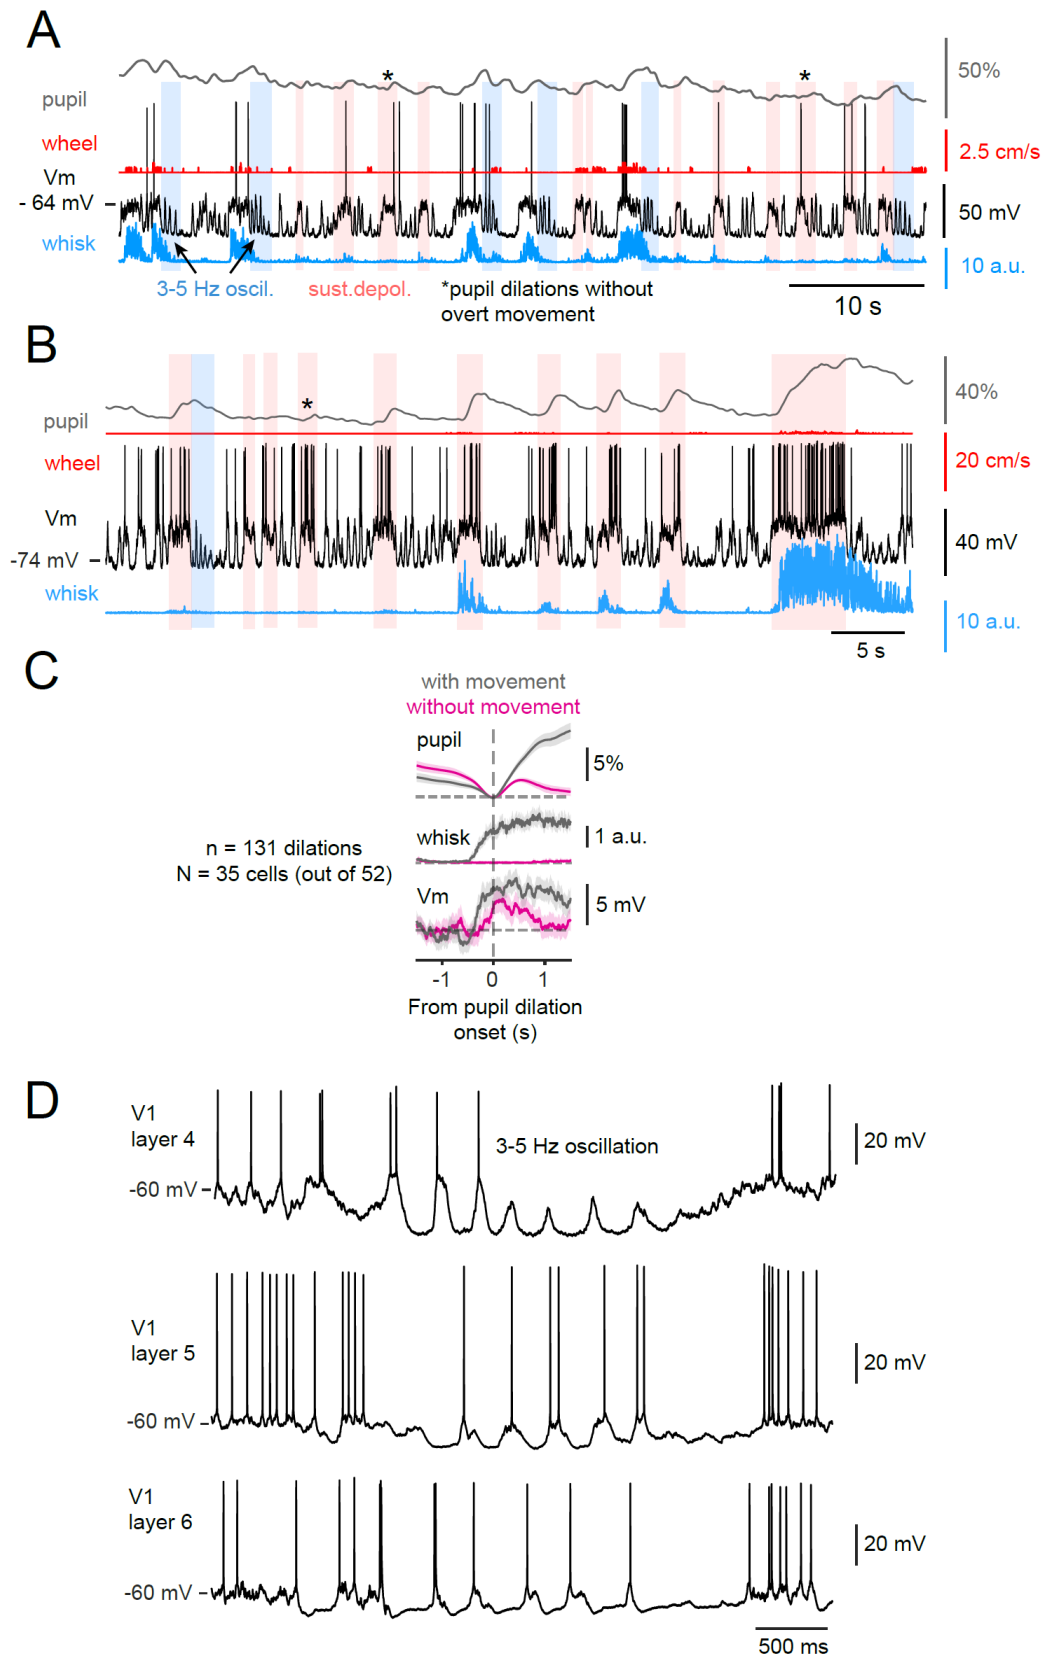 A
*
*
50%
pupil
wheel
2.5 cm/s
Vm
- 64 mV
50 mV
whisk
10 a.u.
3-5 Hz oscil.
sust.depol.
*pupil dilations without
overt movement
10 s
B
*
40%
pupil
wheel
20 cm/s
Vm
40 mV
-74 mV
whisk
10 a.u.
5 s
C
with movement
without movement
pupil
5%
whisk
1 a.u.
n = 131 dilations
N = 35 cells (out of 52)
Vm
5 mV
-1 0 1
From pupil dilation
onset (s)
D
V1
layer 4
3-5 Hz oscillation
20 mV
-60 mV
V1
layer 5
20 mV
-60 mV
V1
layer 6
20 mV
-60 mV
500 ms